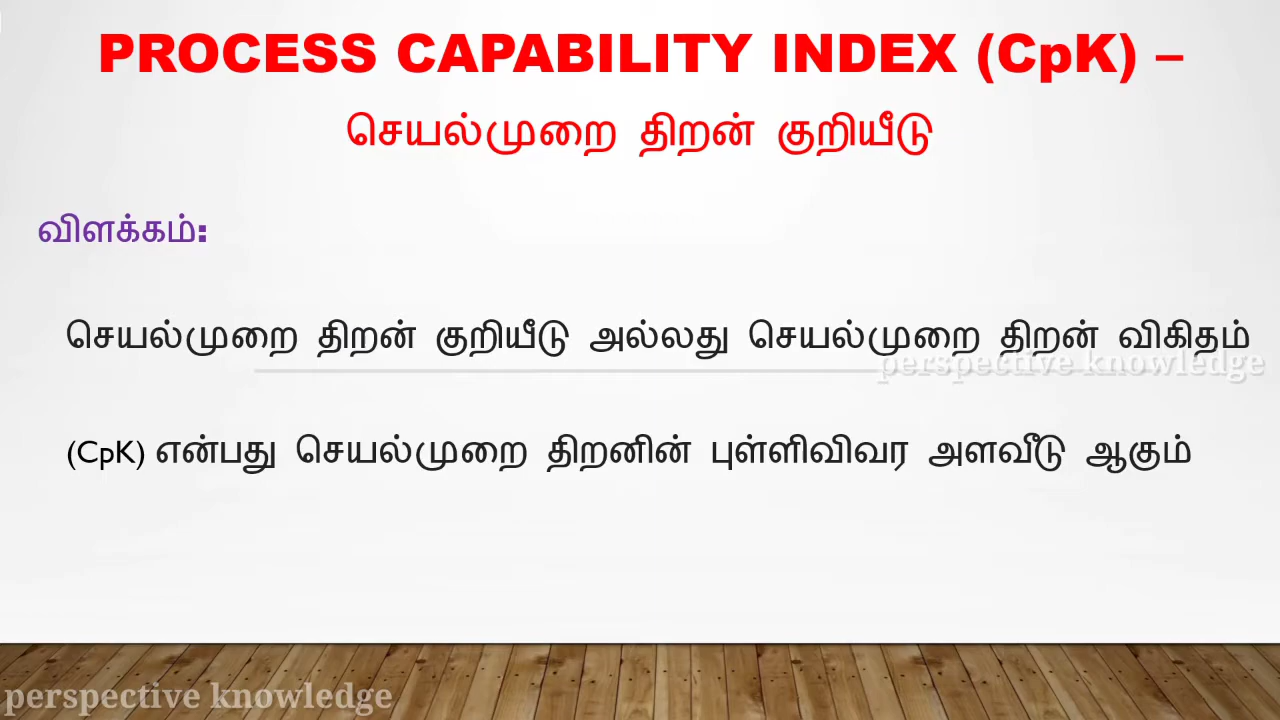 PROCESS CAPABILITY INDEX (CpK) –
செயல்முறை திறன் குறியீடு
விளக்கம்:
செயல்முறை திறன் குறியீடு அல்லது செயல்முறை திறன் விகிதம்
perspective knowledge
(CpK) என்பது செயல்முறை திறனின் புள்ளிவிவர அளவீடு ஆகும்
perspective knowledge